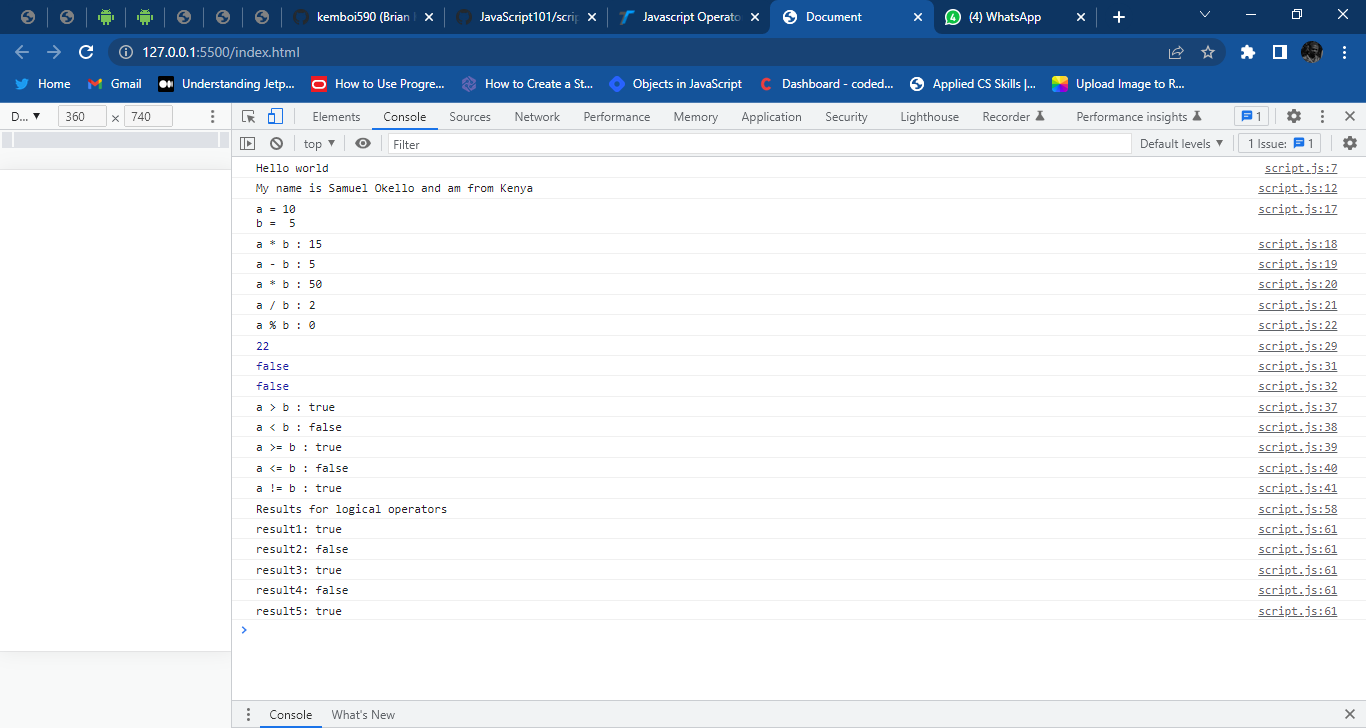 kemboi590 (Brian JavaScript101/scrip Javascript Operato Document (4) WhatsApp
127.0.0.1:5500/index.html
Home Gmail Understanding Jetp... How to Use Progre... How to Create a St... Objects in JavaScript Dashboard - coded... Applied CS Skills |... Upload Image to R...
D... ▼ 360 × 740 Elements Console Sources Network Performance Memory Application Security Lighthouse Recorder Performance insights 1
top ▼ Filter Default levels ▼ 1 Issue: 1
Hello world script.js:7
My name is Samuel Okello and am from Kenya script.js:12
a = 10 script.js:17
b =  5
a * b : 15 script.js:18
a - b : 5 script.js:19
a * b : 50 script.js:20
a / b : 2 script.js:21
a % b : 0 script.js:22
22 script.js:29
false script.js:31
false script.js:32
a > b : true script.js:37
a < b : false script.js:38
a >= b : true script.js:39
a <= b : false script.js:40
a != b : true script.js:41
Results for logical operators script.js:58
result1: true script.js:61
result2: false script.js:61
result3: true script.js:61
result4: false script.js:61
result5: true script.js:61
Console What's New